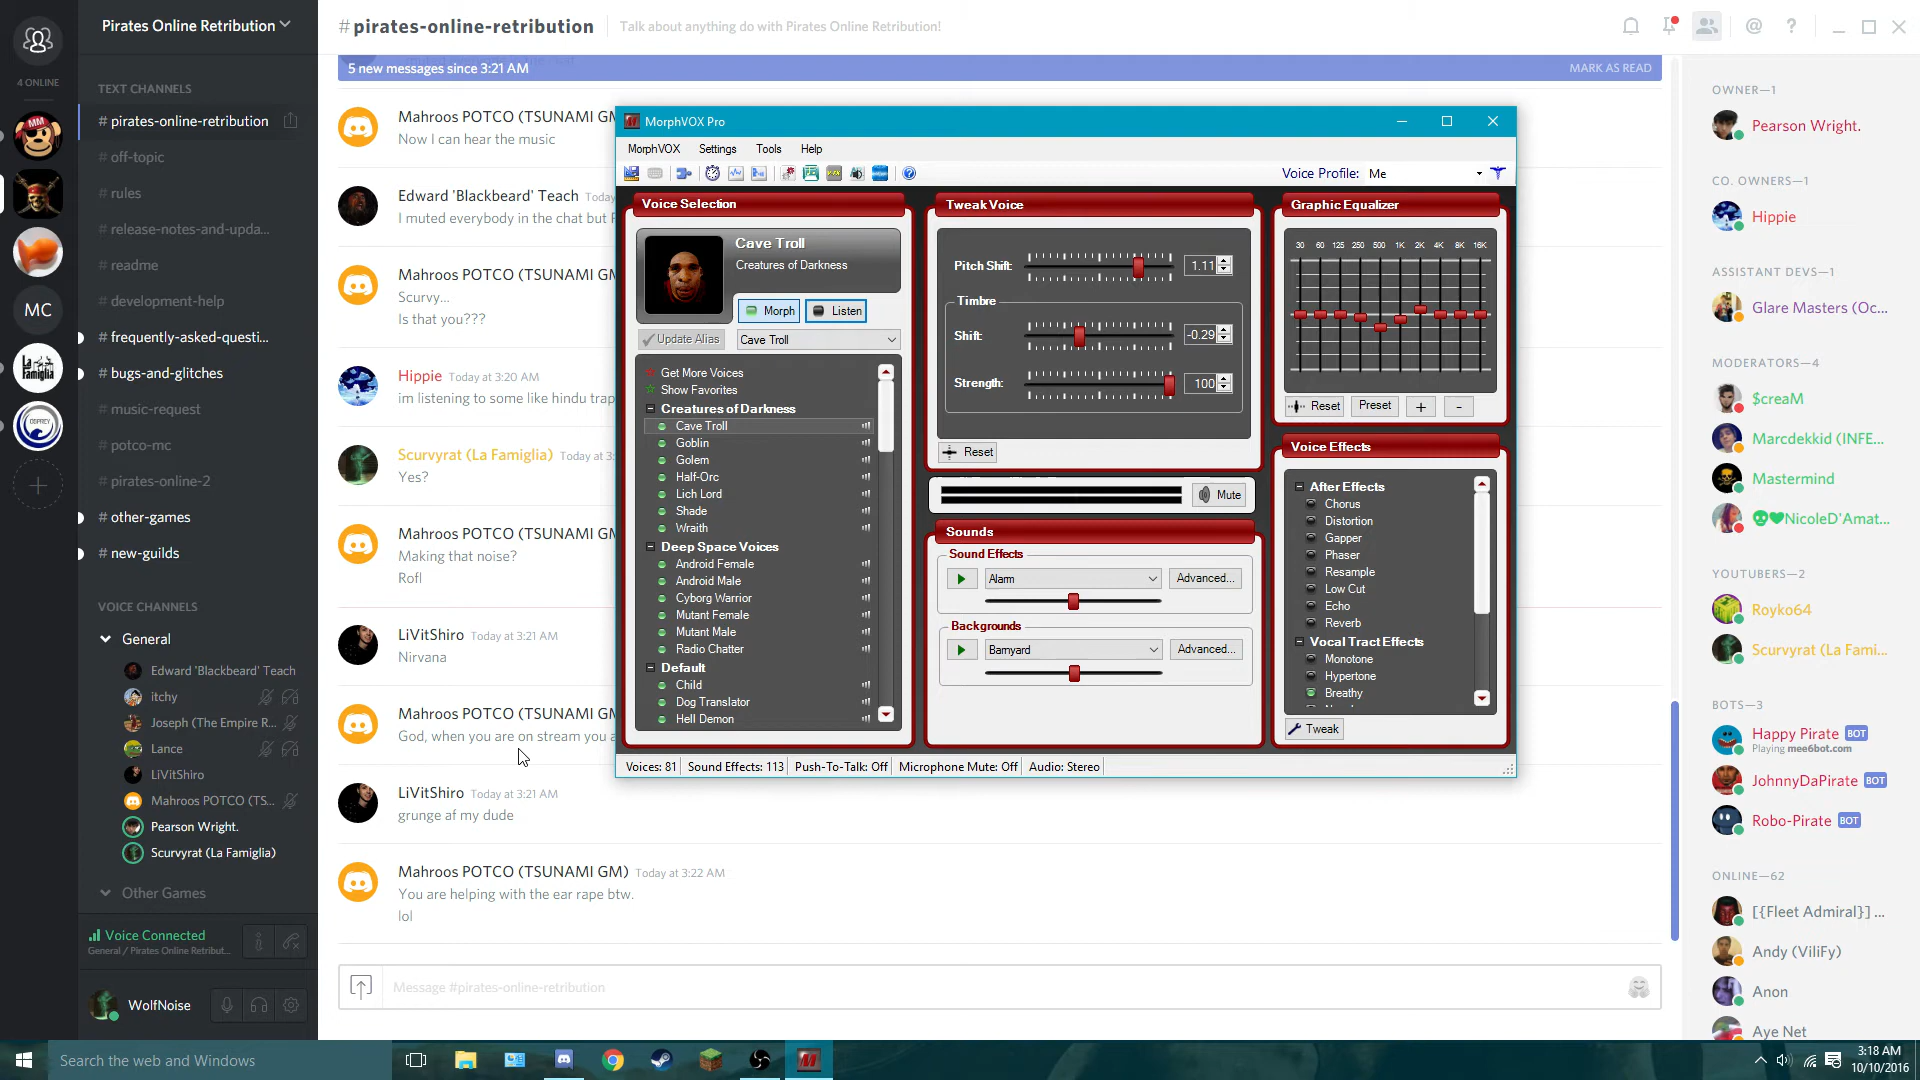 Pirates Online Retribution
4 ONLINE
MC
TEXT CHANNELS
# pirates-online-retribution
# off-topic
# rules
# release-notes-and-upda...
# readme
# development-help
# frequently-asked-questi...
# bugs-and-glitches
# music-request
# potco-mc
# pirates-online-2
# other-games
# new-guilds
VOICE CHANNELS
General
Edward 'Blackbeard' Teach
itchy
Joseph (The Empire R...
Lance
LiVitShiro
Mahroos POTCO (TS...
Pearson Wright.
Scurvyrat (La Famiglia)
Other Games
Voice Connected
General / Pirates Online Retribut...
WolfNoise
#pirates-online-retribution
Talk about anything do with Pirates Online Retribution!
5 new messages since 3:21 AM
MARK AS READ
Mahroos POTCO (TSUNAMI GM
Now I can hear the music
Edward 'Blackbeard' Teach Today
I muted everybody in the chat but
Mahroos POTCO (TSUNAMI GM
Scurvy...
Is that you???
Hippie Today at 3:20 AM
im listening to some like hindu trap
Scurvyrat (La Famiglia) Today at 3:
Yes?
Mahroos POTCO (TSUNAMI GM
Making that noise?
Rofl
LiVitShiro Today at 3:21 AM
Nirvana
Mahroos POTCO (TSUNAMI GM
God, when you are on stream you a
LiVitShiro Today at 3:21 AM
grunge af my dude
Mahroos POTCO (TSUNAMI GM) Today at 3:22 AM
You are helping with the ear rape btw.
lol
Message #pirates-online-retribution
MorphVOX Pro
MorphVOX Settings Tools Help
Voice Profile: Me
Voice Selection
Cave Troll
Creatures of Darkness
Morph
Listen
Update Alias
Cave Troll
Get More Voices
Show Favorites
Creatures of Darkness
Cave Troll
Goblin
Golem
Half-Orc
Lich Lord
Shade
Wraith
Deep Space Voices
Android Female
Android Male
Cyborg Warrior
Mutant Female
Mutant Male
Radio Chatter
Default
Child
Dog Translator
Hell Demon
Tweak Voice
Pitch Shift: 1.11
Timbre
Shift: -0.29
Strength: 100
Reset
Mute
Sounds
Sound Effects
Alarm
Advanced...
Backgrounds
Barnyard
Advanced...
Graphic Equalizer
30 60 125 250 500 1K 2K 4K 8K 16K
Reset
Preset
+
-
Voice Effects
After Effects
Chorus
Distortion
Gapper
Phaser
Resample
Low Cut
Echo
Reverb
Vocal Tract Effects
Monotone
Hypertone
Breathy
Tweak
Voices: 81
Sound Effects: 113
Push-To-Talk: Off
Microphone Mute: Off
Audio: Stereo
OWNER—1
Pearson Wright.
CO. OWNERS—1
Hippie
ASSISTANT DEVS—1
Glare Masters (Oc...
MODERATORS—4
$creaM
Marcdekkid (INFE...
Mastermind
💀❤NicoleD'Amat...
YOUTUBERS—2
Royko64
Scurvyrat (La Fami...
BOTS—3
Happy Pirate BOT
Playing mee6bot.com
JohnnyDaPirate BOT
Robo-Pirate BOT
ONLINE—62
[{Fleet Admiral}] ...
Andy (ViliFy)
Anon
Aye Net
Search the web and Windows
3:18 AM
10/10/2016